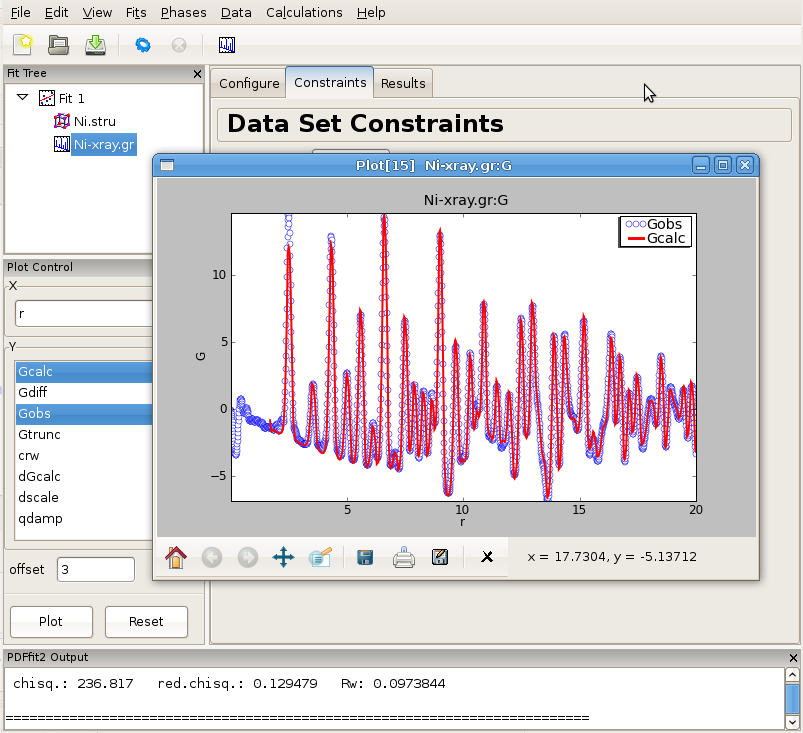 File Edit View Fits Phases Data Calculations Help
Fit Tree
Fit 1
Ni.stru
Ni-xray.gr
Configure Constraints Results
Data Set Constraints
Plot[15] Ni-xray.gr:G
Ni-xray.gr:G
Gobs
Gcalc
G
10
5
0
−5
5 10 15 20
r
x = 17.7304, y = -5.13712
Plot Control
X
r
Y
Gcalc
Gdiff
Gobs
Gtrunc
crw
dGcalc
dscale
qdamp
offset 3
Plot Reset
PDFfit2 Output
chisq.: 236.817 red.chisq.: 0.129479 Rw: 0.0973844